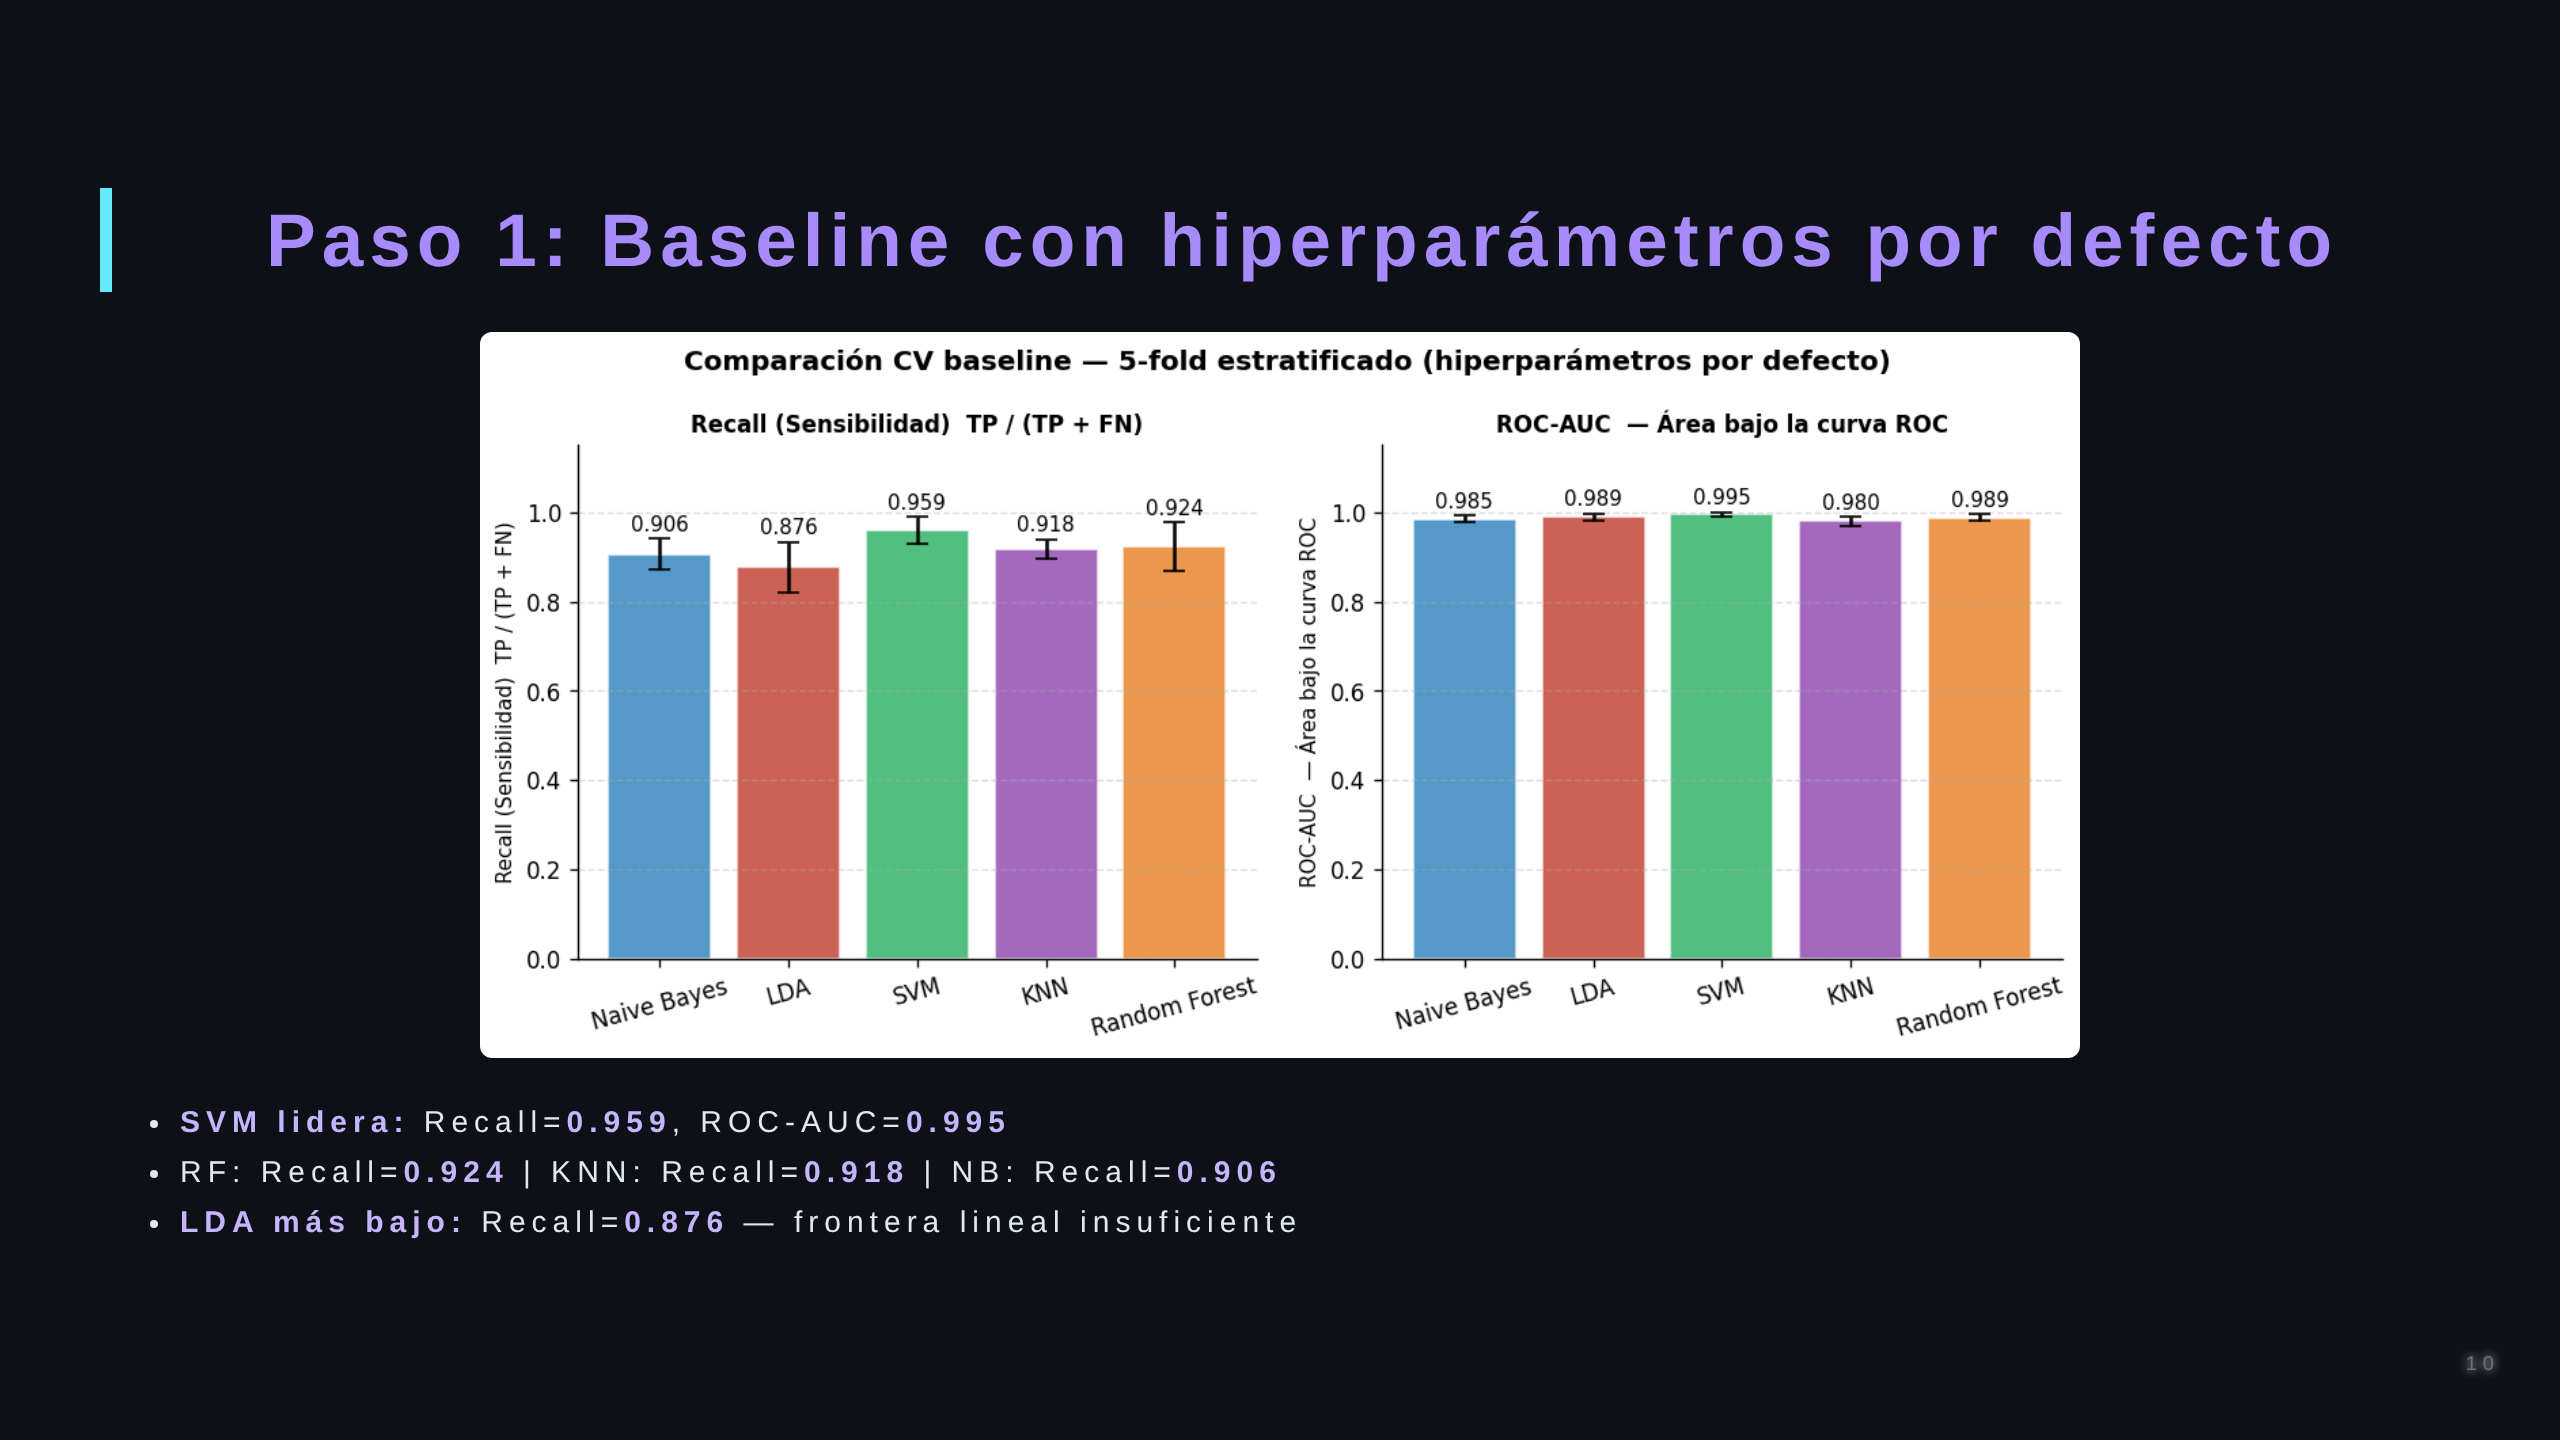 Paso 1: Baseline con hiperparámetros por defecto
Comparación CV baseline — 5-fold estratificado (hiperparámetros por defecto)
Recall (Sensibilidad) TP / (TP + FN)
Recall (Sensibilidad) TP / (TP + FN)
1.0
0.8
0.6
0.4
0.2
0.0
0.906
0.876
0.959
0.918
0.924
Naive Bayes
LDA
SVM
KNN
Random Forest
ROC-AUC — Área bajo la curva ROC
ROC-AUC — Área bajo la curva ROC
1.0
0.8
0.6
0.4
0.2
0.0
0.985
0.989
0.995
0.980
0.989
Naive Bayes
LDA
SVM
KNN
Random Forest
• SVM lidera: Recall=0.959, ROC-AUC=0.995
• RF: Recall=0.924 | KNN: Recall=0.918 | NB: Recall=0.906
• LDA más bajo: Recall=0.876 — frontera lineal insuficiente
10